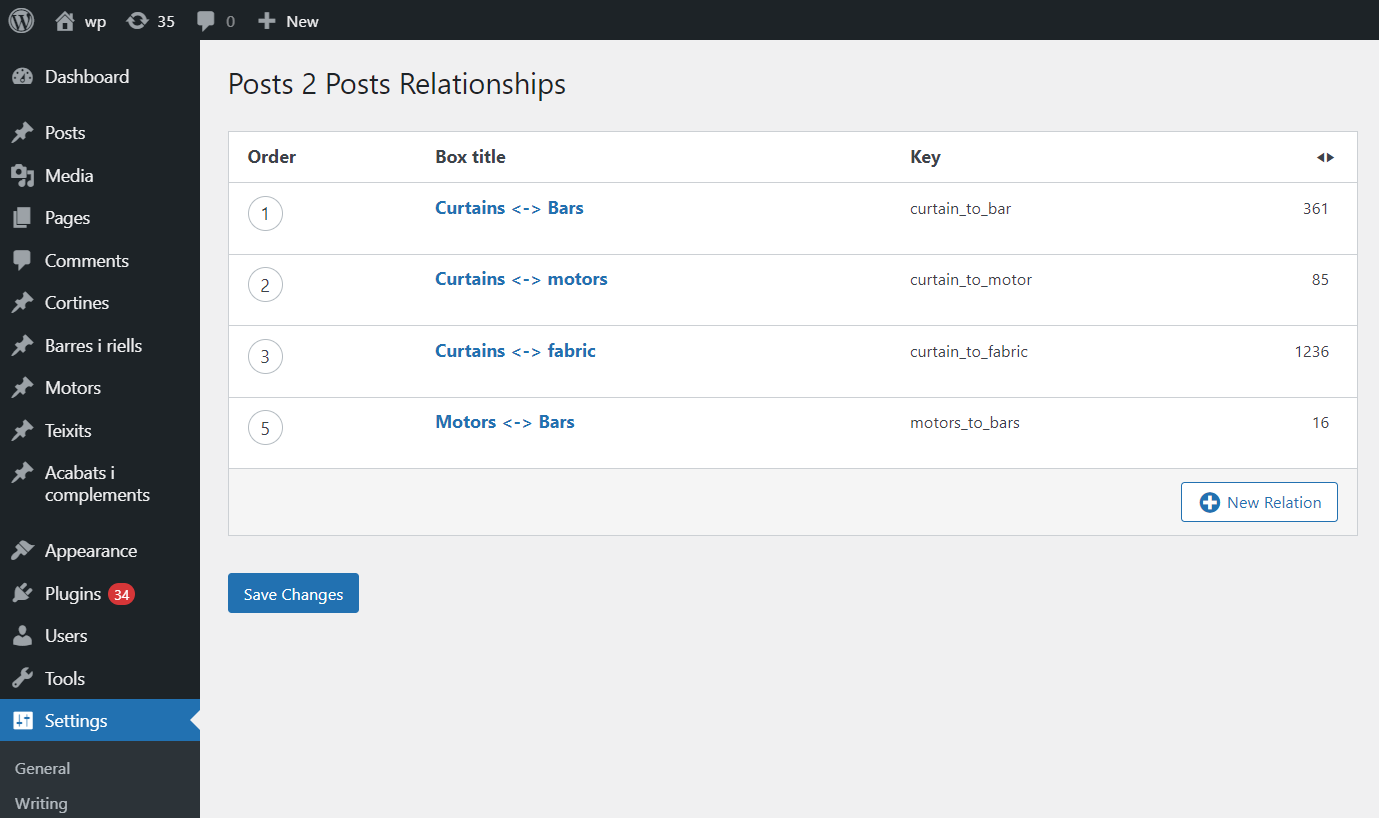 wp 35 0 New
Dashboard
Posts
Media
Pages
Comments
Cortines
Barres i riells
Motors
Teixits
Acabats i
complements
Appearance
Plugins 34
Users
Tools
Settings
General
Writing
Posts 2 Posts Relationships
Order Box title Key
1 Curtains <-> Bars curtain_to_bar 361
2 Curtains <-> motors curtain_to_motor 85
3 Curtains <-> fabric curtain_to_fabric 1236
5 Motors <-> Bars motors_to_bars 16
New Relation
Save Changes